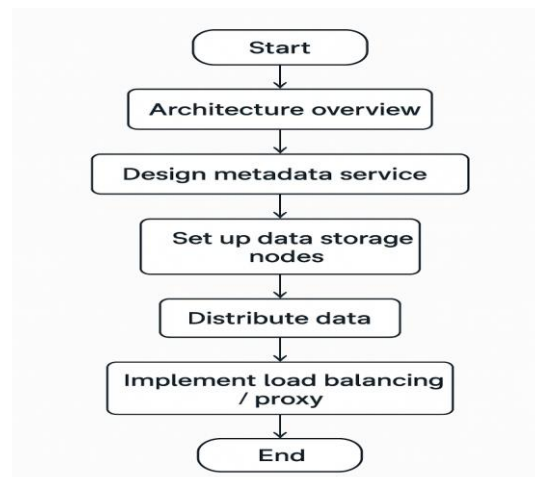 Start
Architecture overview
Design metadata service
Set up data storage
nodes
Distribute data
Implement load balancing
/ proxy
End